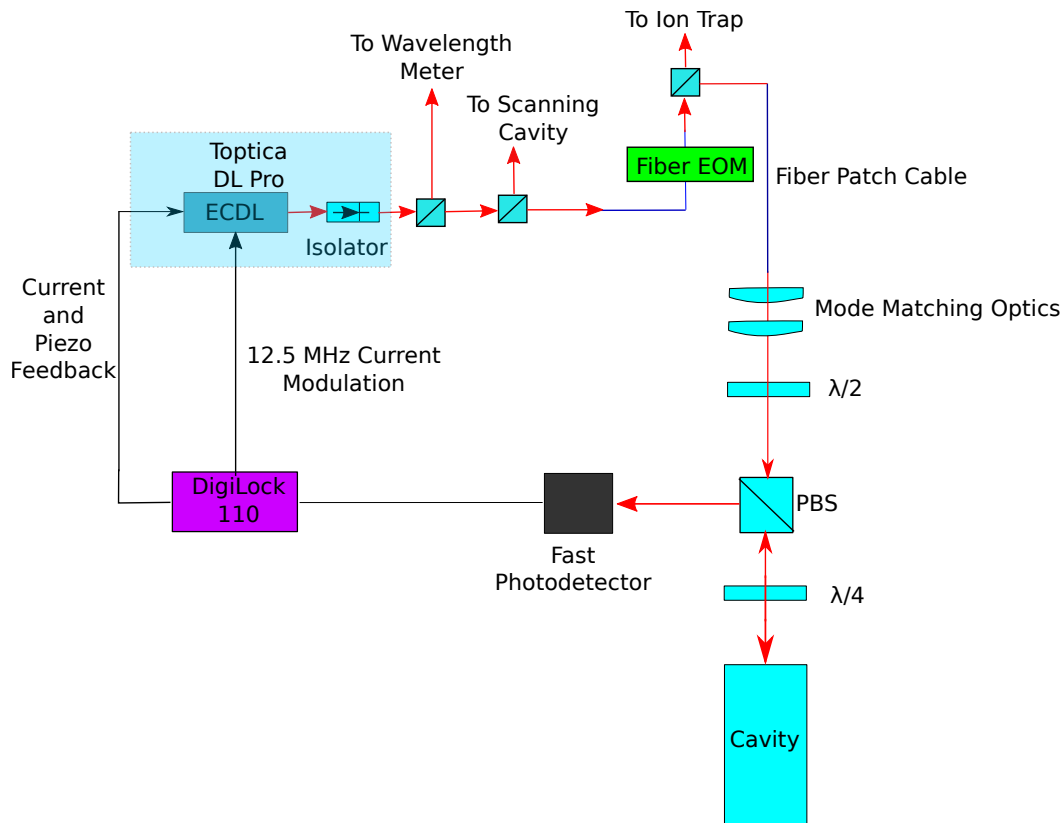 To Ion Trap
To Wavelength
Meter
To Scanning
Cavity
Toptica
DL Pro
Fiber EOM
Fiber Patch Cable
ECDL
Isolator
Current
and
Piezo
Feedback
Mode Matching Optics
12.5 MHz Current
Modulation
λ/2
DigiLock
110
PBS
Fast
Photodetector
λ/4
Cavity